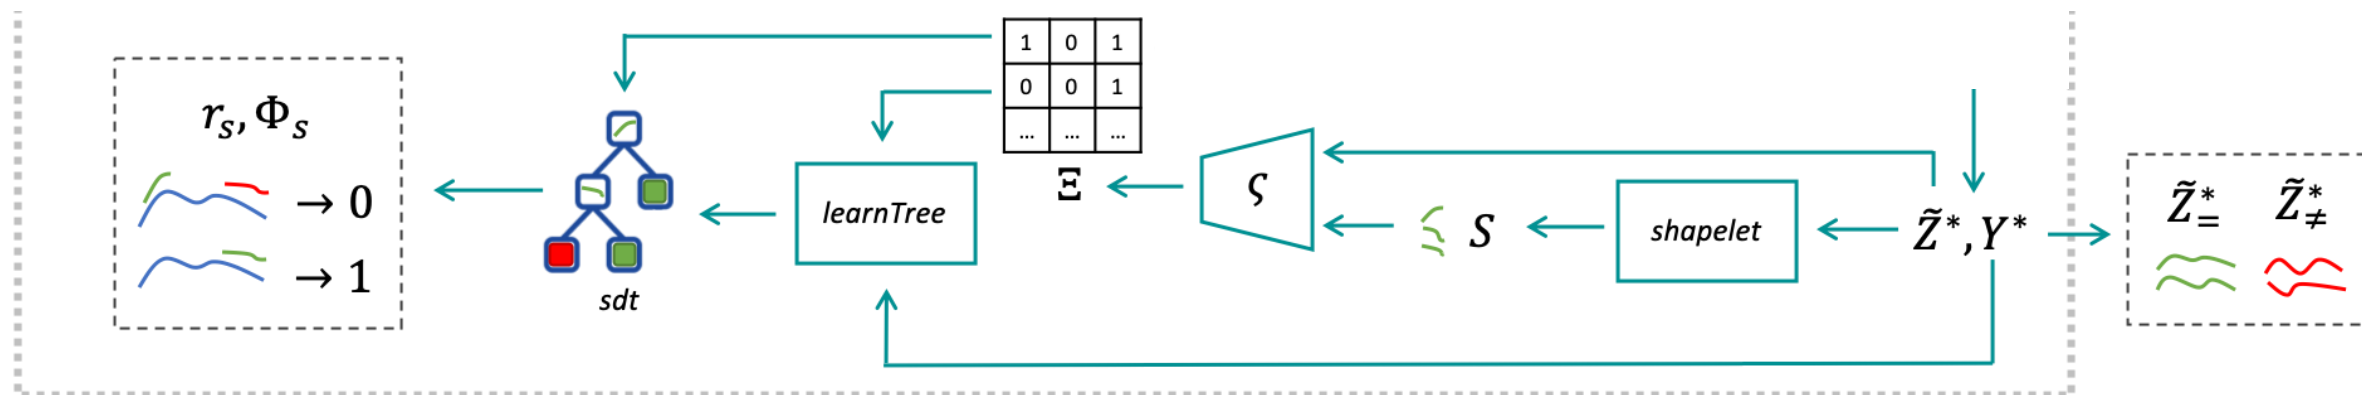 r_s, Φ_s
→ 0
→ 1
sdt
learnTree
1 0 1
0 0 1
... ... ...
Ξ
ς
S
shapelet
Z̃*, Y*
Z̃*_= Z̃*_≠